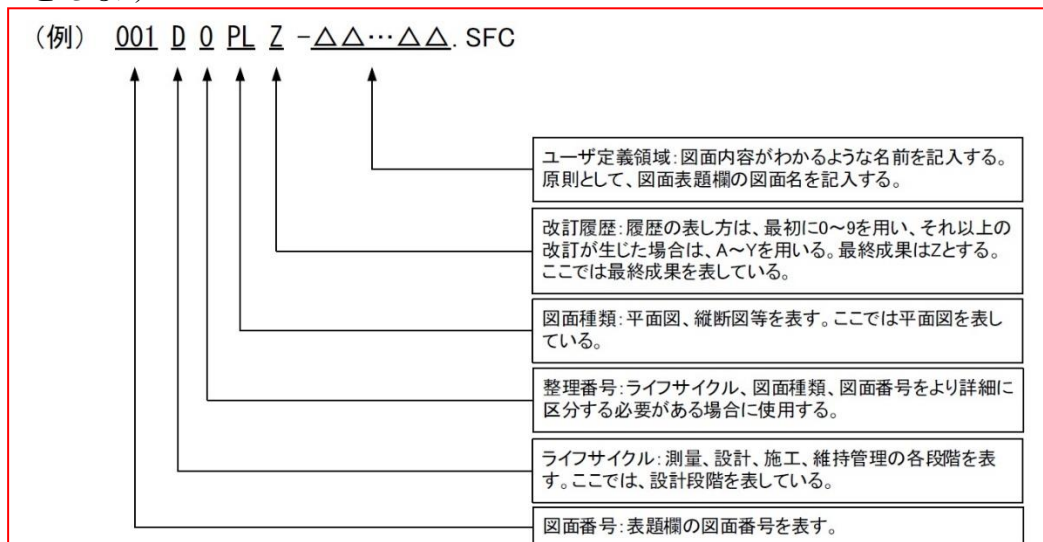 （例） 001 D 0 PL Z -△△…△△.SFC
ユーザ定義領域：図面内容がわかるような名前を記入する。
原則として、図面表題欄の図面名を記入する。
改訂履歴：履歴の表し方は、最初に0～9を用い、それ以上の
改訂が生じた場合は、A～Yを用いる。最終成果はZとする。
ここでは最終成果を表している。
図面種類：平面図、縦断図等を表す。ここでは平面図を表し
ている。
整理番号：ライフサイクル、図面種類、図面番号をより詳細に
区分する必要がある場合に使用する。
ライフサイクル：測量、設計、施工、維持管理の各段階を表
す。ここでは、設計段階を表している。
図面番号：表題欄の図面番号を表す。